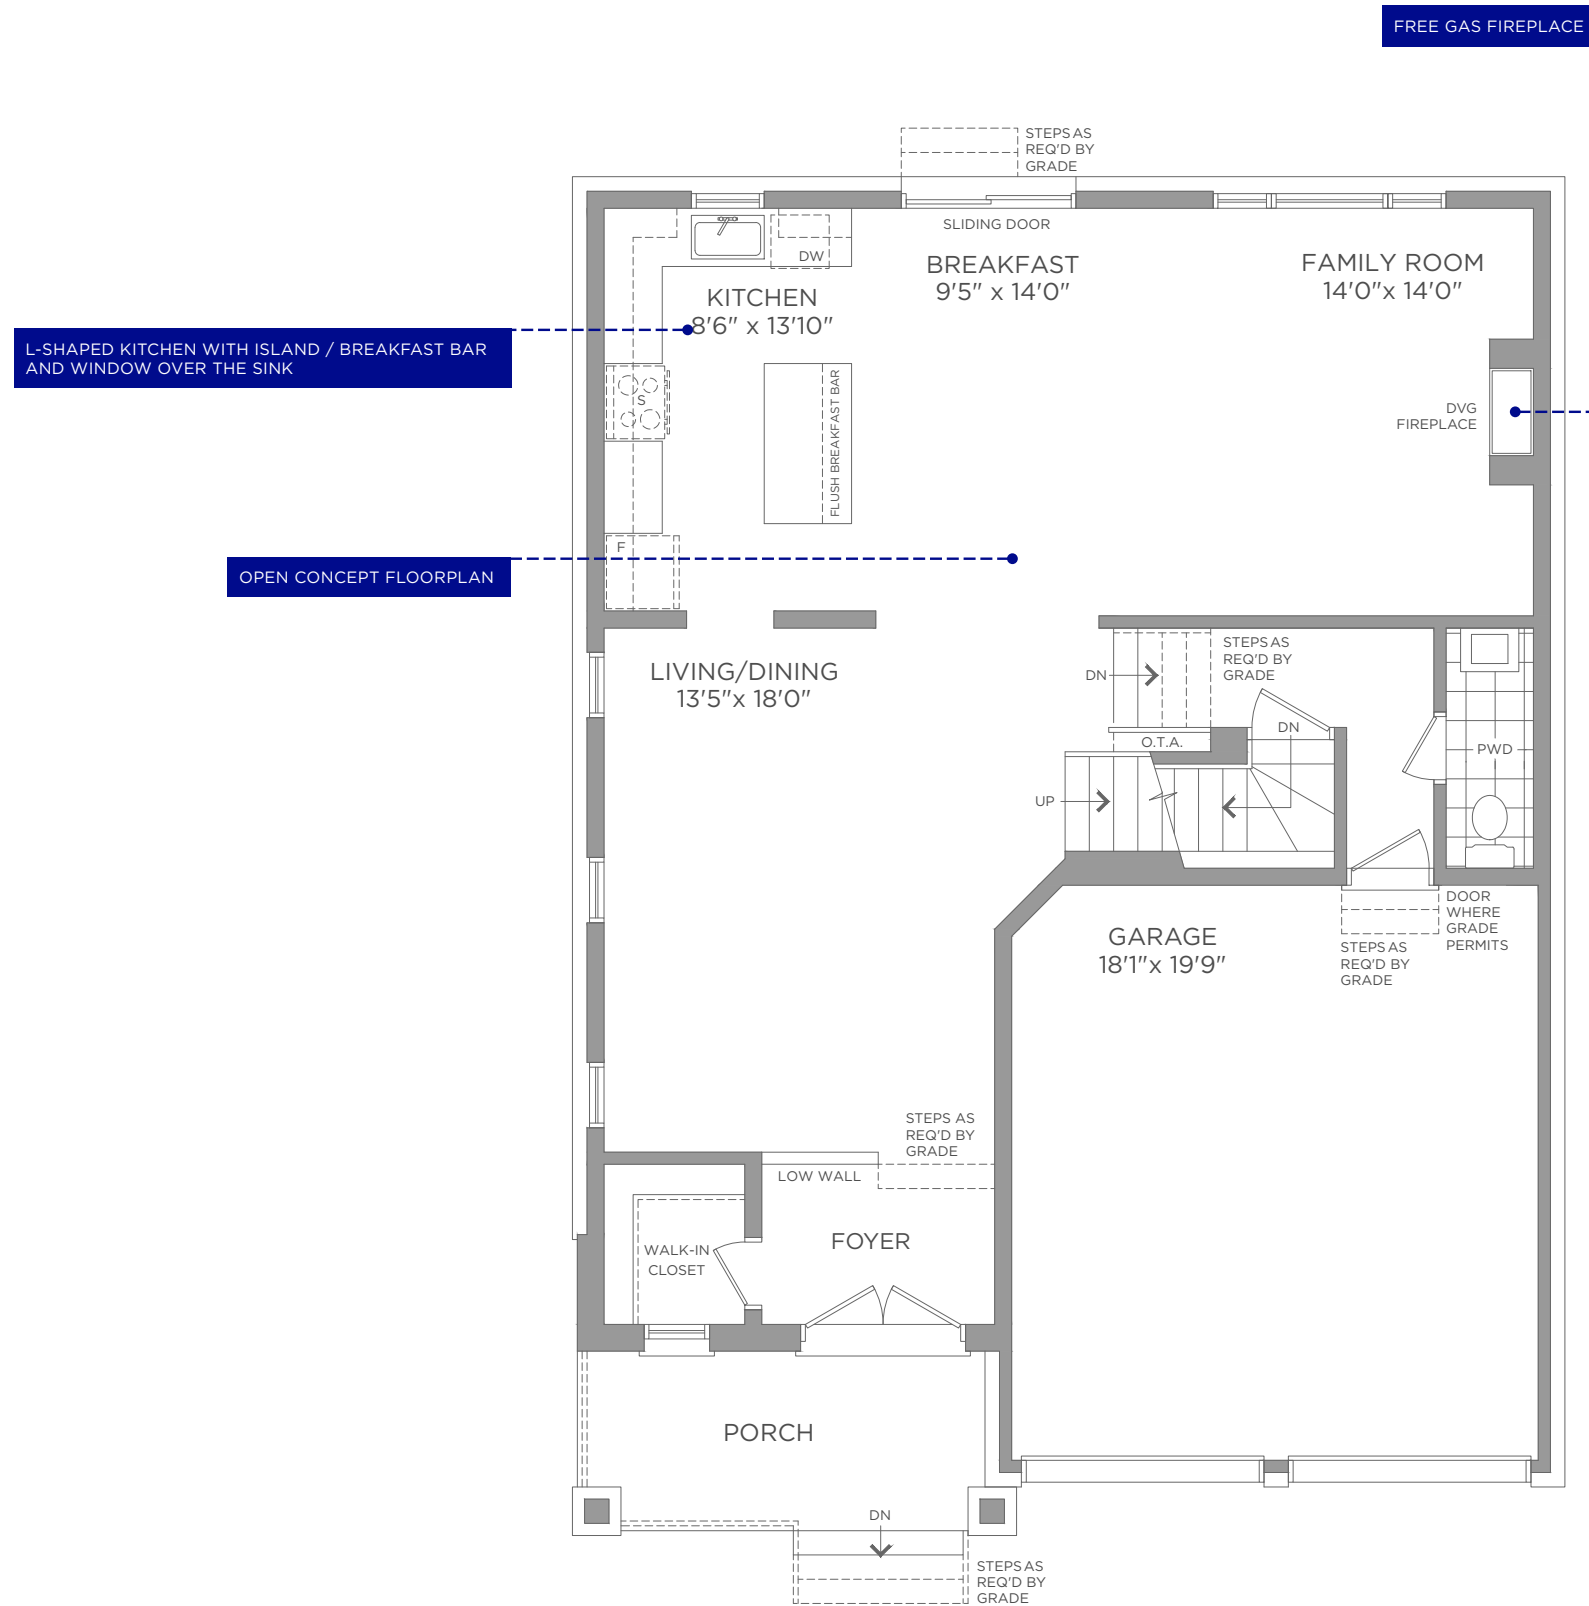 FREE GAS FIREPLACE
STEPS AS
REQ'D BY
GRADE
SLIDING DOOR
DW
BREAKFAST
9'5" x 14'0"
FAMILY ROOM
14'0"x 14'0"
KITCHEN
8'6" x 13'10"
L-SHAPED KITCHEN WITH ISLAND / BREAKFAST BAR
AND WINDOW OVER THE SINK
S
FLUSH BREAKFAST BAR
DVG
FIREPLACE
F
OPEN CONCEPT FLOORPLAN
LIVING/DINING
13'5"x 18'0"
DN
STEPS AS
REQ'D BY
GRADE
O.T.A.
DN
PWD
UP
GARAGE
18'1"x 19'9"
STEPS AS
REQ'D BY
GRADE
DOOR
WHERE
GRADE
PERMITS
STEPS AS
REQ'D BY
GRADE
LOW WALL
FOYER
WALK-IN
CLOSET
PORCH
DN
STEPS AS
REQ'D BY
GRADE